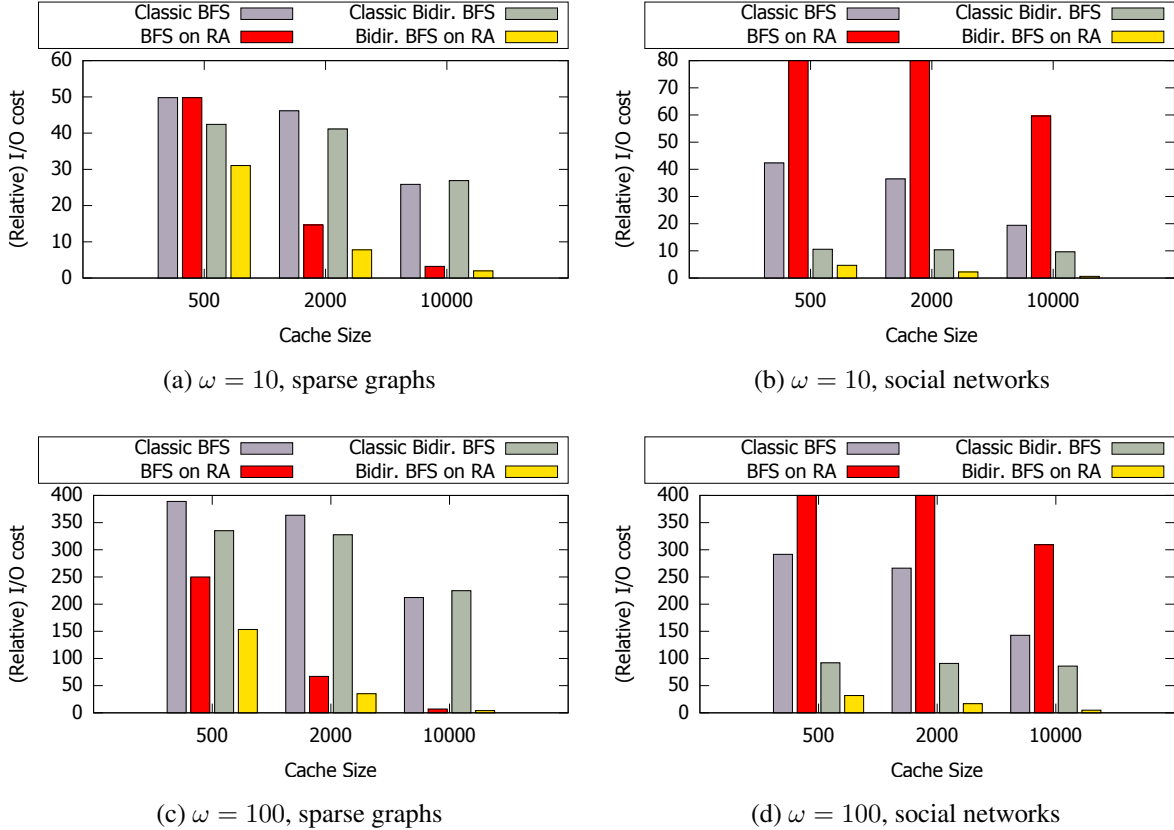 Classic BFS Classic Bidir. BFS
BFS on RA Bidir. BFS on RA
60
50
40
30
20
10
0
(Relative) I/O cost
500 2000 10000
Cache Size
(a) ω = 10, sparse graphs
Classic BFS Classic Bidir. BFS
BFS on RA Bidir. BFS on RA
80
70
60
50
40
30
20
10
0
(Relative) I/O cost
500 2000 10000
Cache Size
(b) ω = 10, social networks
Classic BFS Classic Bidir. BFS
BFS on RA Bidir. BFS on RA
400
350
300
250
200
150
100
50
0
(Relative) I/O cost
500 2000 10000
Cache Size
(c) ω = 100, sparse graphs
Classic BFS Classic Bidir. BFS
BFS on RA Bidir. BFS on RA
400
350
300
250
200
150
100
50
0
(Relative) I/O cost
500 2000 10000
Cache Size
(d) ω = 100, social networks